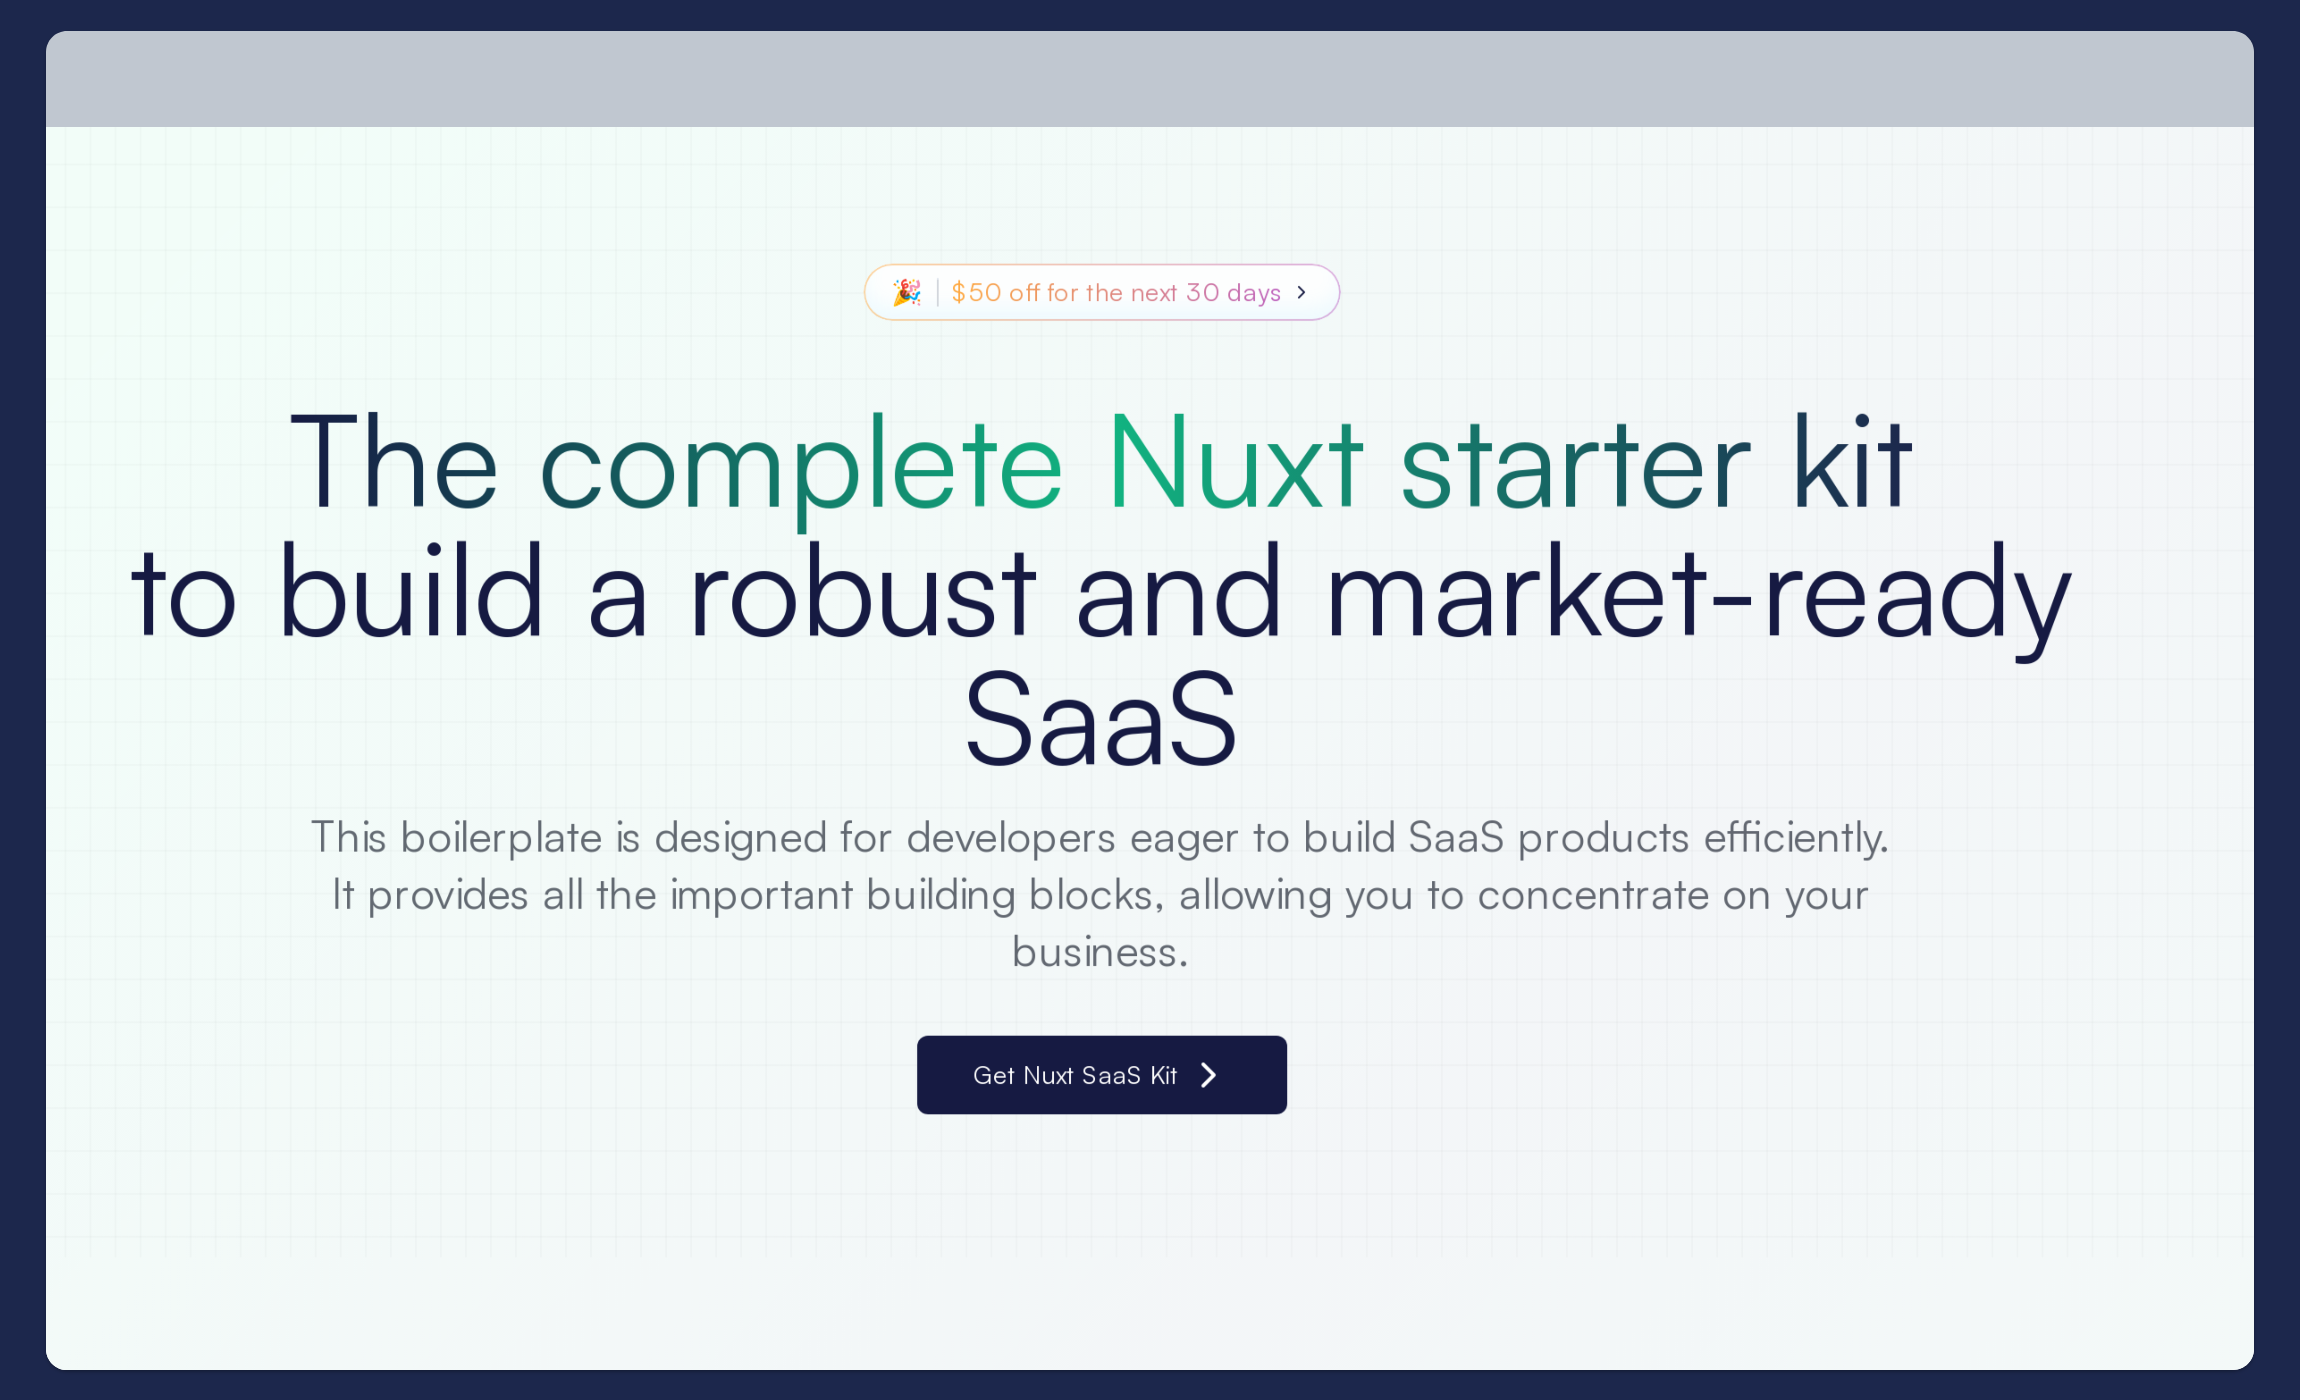 🎉 | $50 off for the next 30 days
The complete Nuxt starter kit
to build a robust and market-ready
SaaS
This boilerplate is designed for developers eager to build SaaS products efficiently.
It provides all the important building blocks, allowing you to concentrate on your
business.
Get Nuxt SaaS Kit